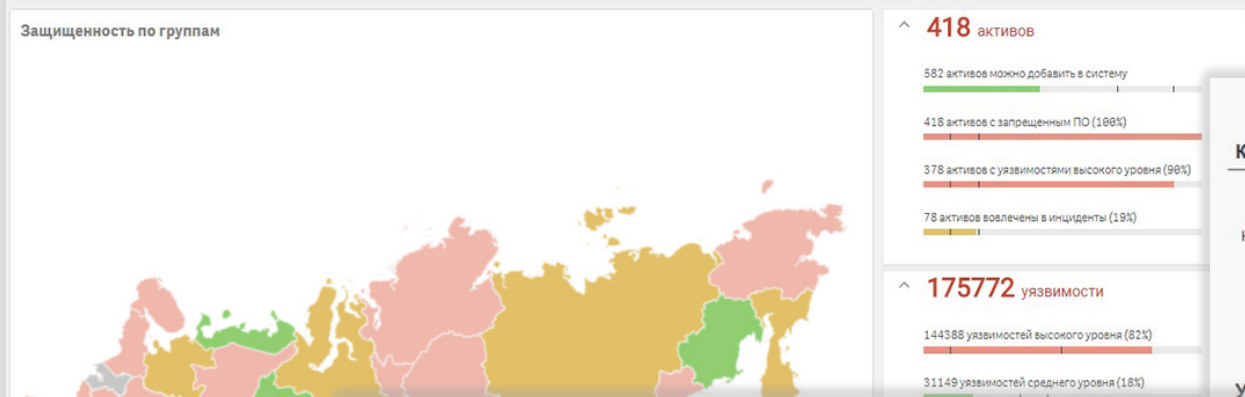 Защищенность по группам
418 активов
582 активов можно добавить в систему
418 активов с запрещенным ПО (100%)
378 активов с уязвимостями высокого уровня (90%)
78 активов вовлечены в инциденты (19%)
175772 уязвимости
144388 уязвимостей высокого уровня (82%)
31149 уязвимостей среднего уровня (18%)